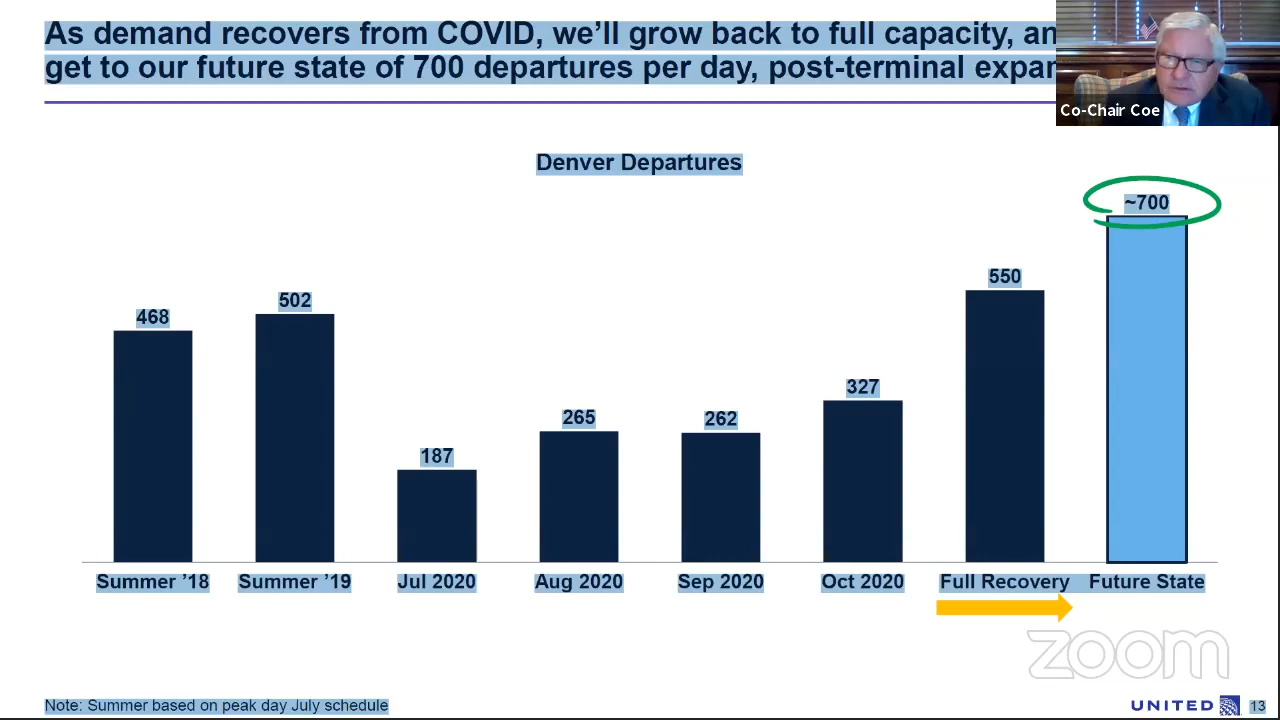 As demand recovers from COVID, we’ll grow back to full capacity, an
get to our future state of 700 departures per day, post-terminal expan
Co-Chair Coe
Denver Departures
~700
550
502
468
327
265
262
187
Summer ’18 Summer ’19 Jul 2020 Aug 2020 Sep 2020 Oct 2020 Full Recovery Future State
zoom
Note: Summer based on peak day July schedule
UNITED 13